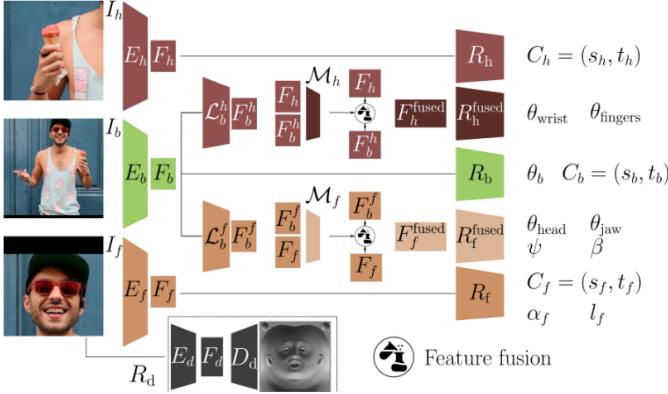 I_h E_h F_h R_h C_h = (s_h, t_h)
L_b^h F_b^h F_h F_b^h M_h F_h F_b^h F_h^fused R_h^fused θ_wrist θ_fingers
I_b E_b F_b R_b θ_b C_b = (s_b, t_b)
L_b^f F_b^f F_b^f F_f M_f F_b^f F_f F_f^fused R_f^fused θ_head θ_jaw
ψ β
I_f E_f F_f R_f C_f = (s_f, t_f)
α_f l_f
R_d E_d F_d D_d
Feature fusion